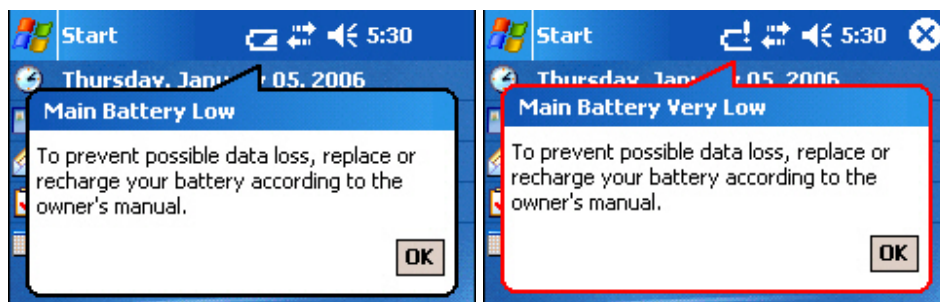 Start 5:30
Thursday, January 05, 2006
Main Battery Low
To prevent possible data loss, replace or
recharge your battery according to the
owner's manual.
OK
Start 5:30
Thursday, January 05, 2006
Main Battery Very Low
To prevent possible data loss, replace or
recharge your battery according to the
owner's manual.
OK